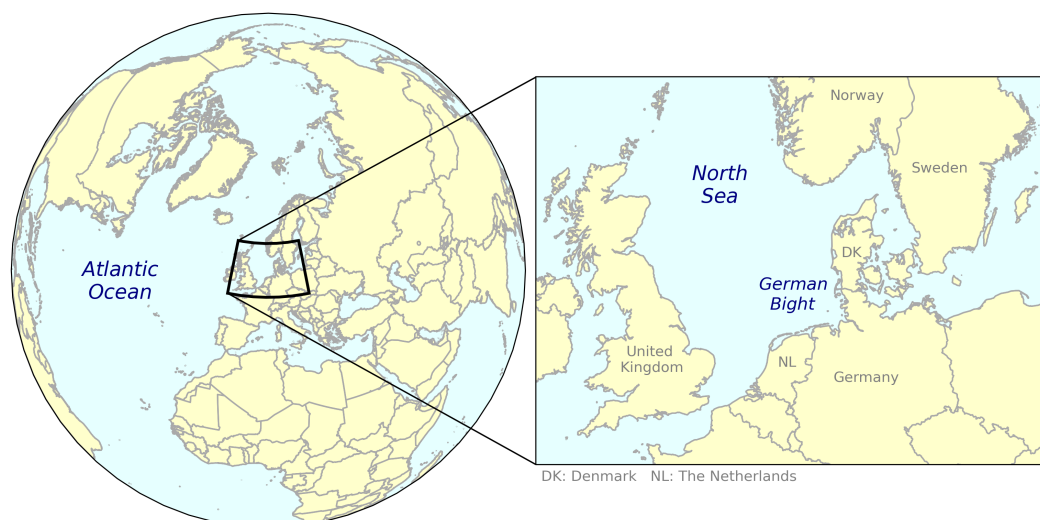 Atlantic
Ocean
Norway
North
Sea
Sweden
DK
German
Bight
United
Kingdom
NL
Germany
DK: Denmark   NL: The Netherlands